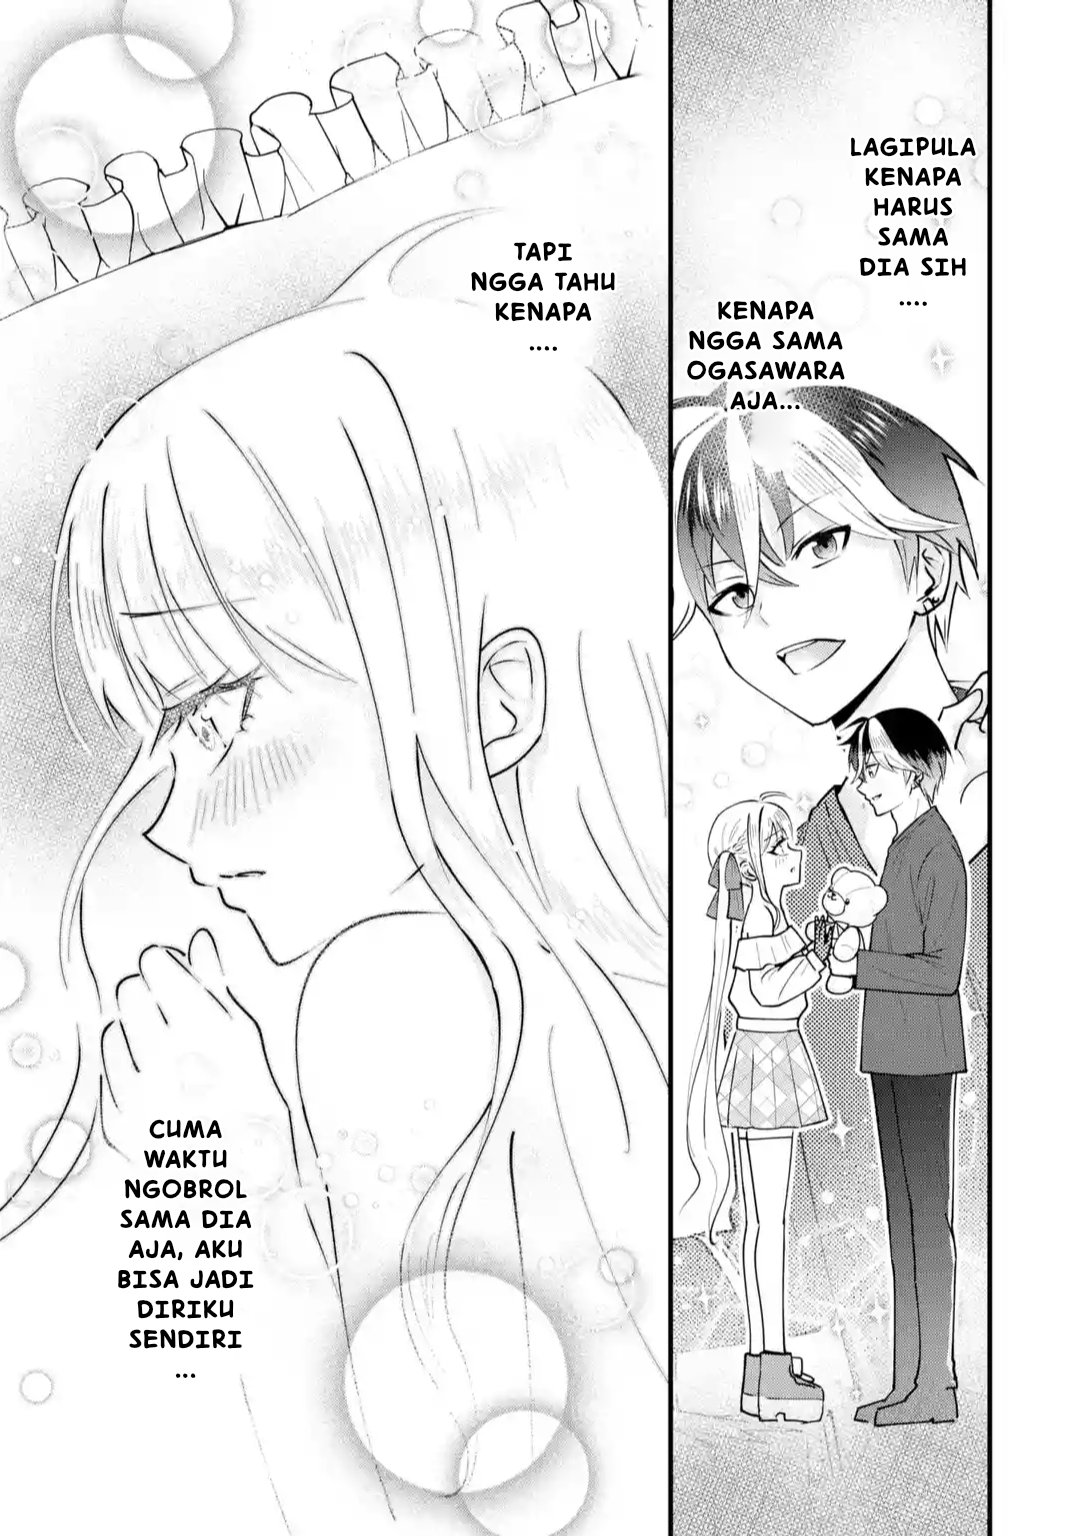 LAGIPULA
KENAPA
HARUS
SAMA
DIA SIH
....
KENAPA
NGGA SAMA
OGASAWARA
AJA...
TAPI
NGGA TAHU
KENAPA
....
CUMA
WAKTU
NGOBROL
SAMA DIA
AJA, AKU
BISA JADI
DIRIKU
SENDIRI
...